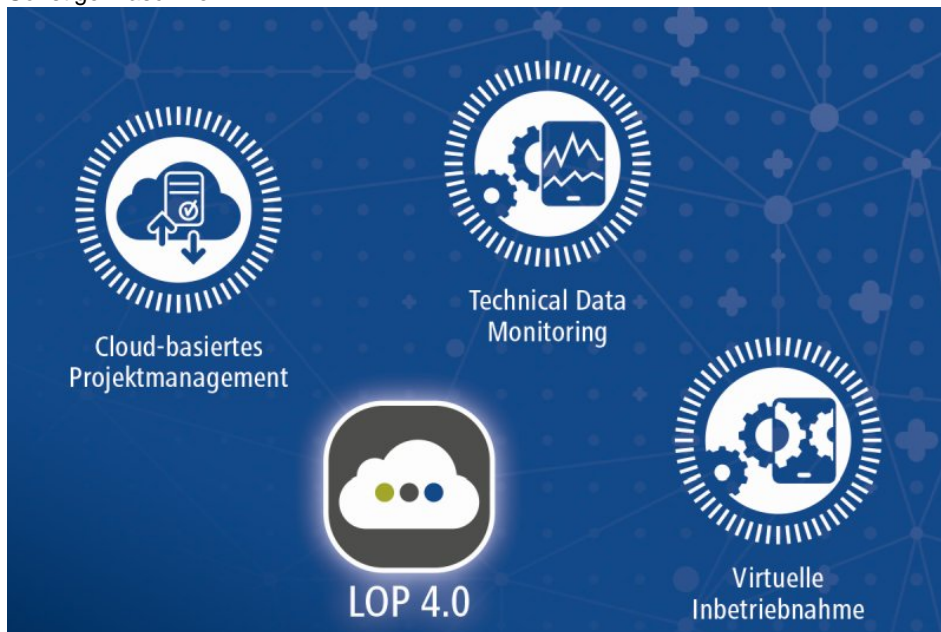 Cloud-basiertes
Projektmanagement
Technical Data
Monitoring
LOP 4.0
Virtuelle
Inbetriebnahme